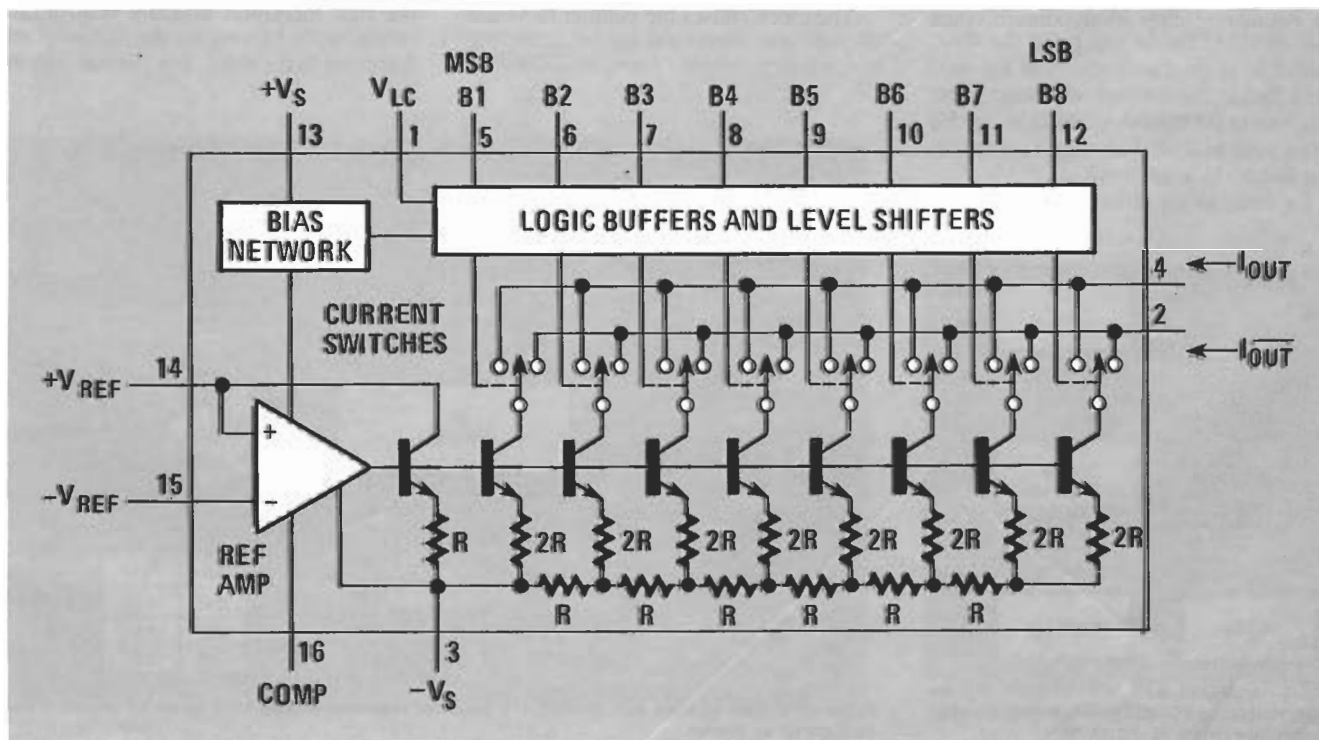 MSB LSB
+VS VLC B1 B2 B3 B4 B5 B6 B7 B8
13 1 5 6 7 8 9 10 11 12
BIAS
NETWORK
LOGIC BUFFERS AND LEVEL SHIFTERS
4 IOUT
2
I̅O̅U̅T̅
CURRENT
SWITCHES
+VREF 14
+
-VREF 15
−
REF
AMP
R 2R 2R 2R 2R 2R 2R 2R 2R
R R R R R R
16 3
COMP -VS